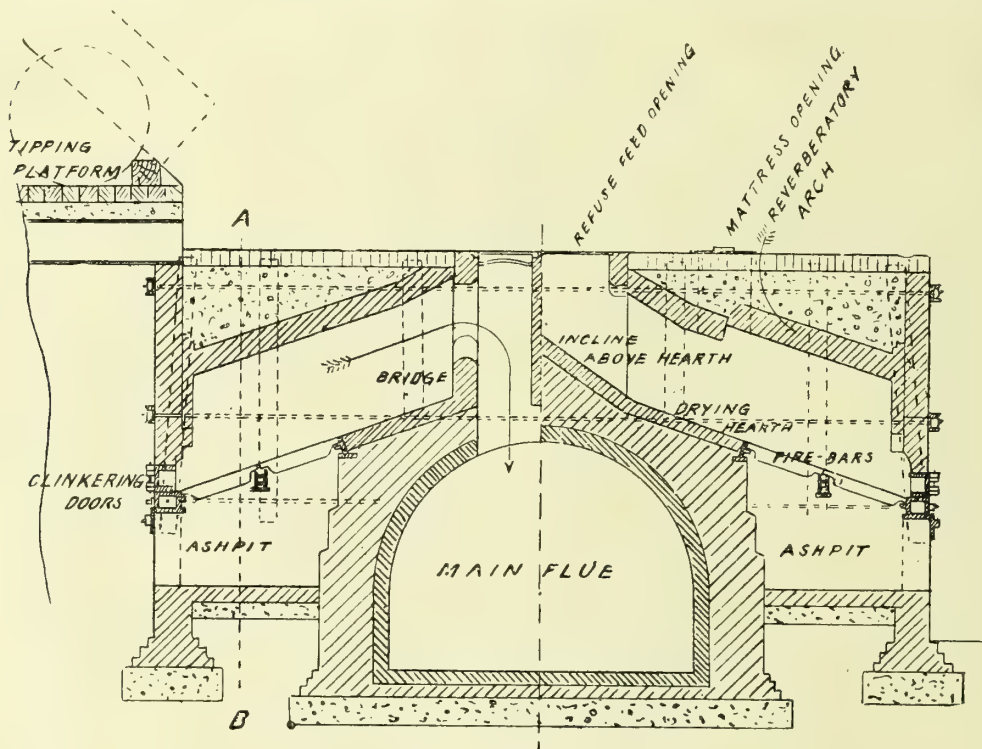 TIPPING
PLATFORM
REFUSE FEED OPENING
MATTRESS OPENING.
REVERBERATORY
ARCH
A
INCLINE
ABOVE HEARTH
BRIDGE
DRYING
HEARTH
FIRE-BARS
CLINKERING
DOORS
ASHPIT
MAIN FLUE
ASHPIT
B